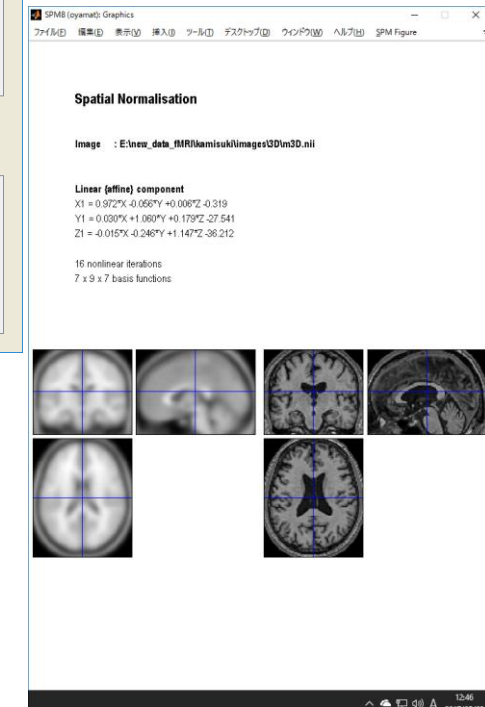 SPM8 (oyamat): Graphics
ファイル(F) 編集(E) 表示(V) 挿入(I) ツール(T) デスクトップ(D) ウィンドウ(W) ヘルプ(H) SPM Figure
Spatial Normalisation
Image : E:\new_data_fMRI\kamisuki\images\3D\m3D.nii
Linear {affine} component
X1 = 0.972*X -0.056*Y +0.006*Z -0.319
Y1 = 0.030*X +1.060*Y +0.179*Z -27.541
Z1 = -0.015*X -0.246*Y +1.147*Z -36.212
16 nonlinear iterations
7 x 9 x 7 basis functions
A 12:46